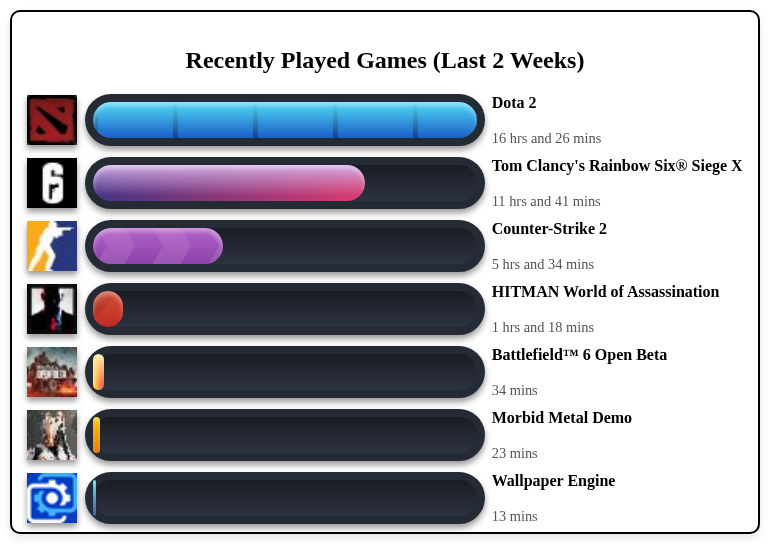 Recently Played Games (Last 2 Weeks)
Dota 2
16 hrs and 26 mins
Tom Clancy's Rainbow Six® Siege X
11 hrs and 41 mins
Counter-Strike 2
5 hrs and 34 mins
HITMAN World of Assassination
1 hrs and 18 mins
Battlefield™ 6 Open Beta
34 mins
Morbid Metal Demo
23 mins
Wallpaper Engine
13 mins